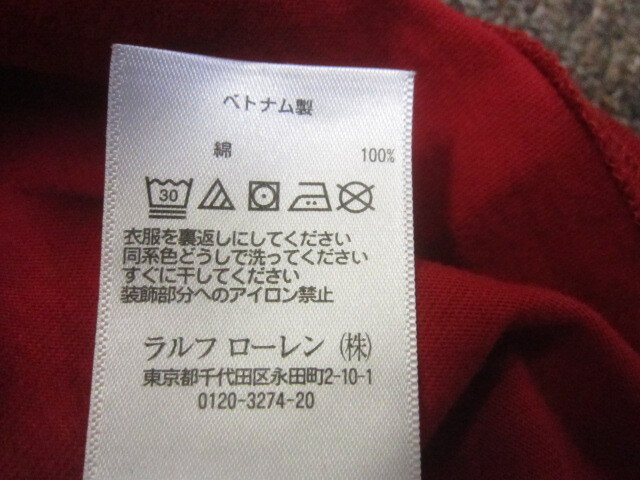 ベトナム製
綿 100%
30
衣服を裏返しにしてください
同系色どうしで洗ってください
すぐに干してください
装飾部分へのアイロン禁止
ラルフ ローレン (株)
東京都千代田区永田町2-10-1
0120-3274-20